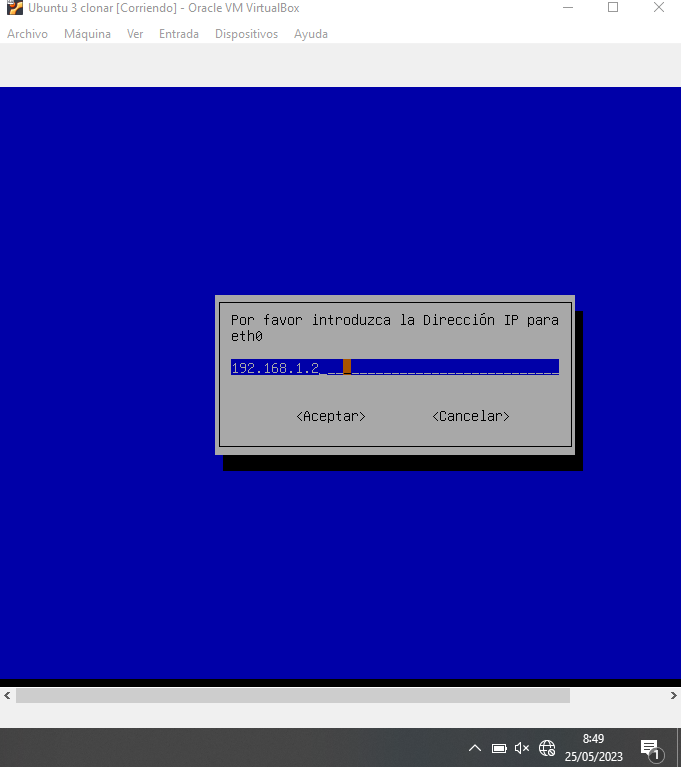 Ubuntu 3 clonar [Corriendo] - Oracle VM VirtualBox
Archivo Máquina Ver Entrada Dispositivos Ayuda
Por favor introduzca la Dirección IP para
eth0
192.168.1.2
<Aceptar> <Cancelar>
8:49
25/05/2023
1